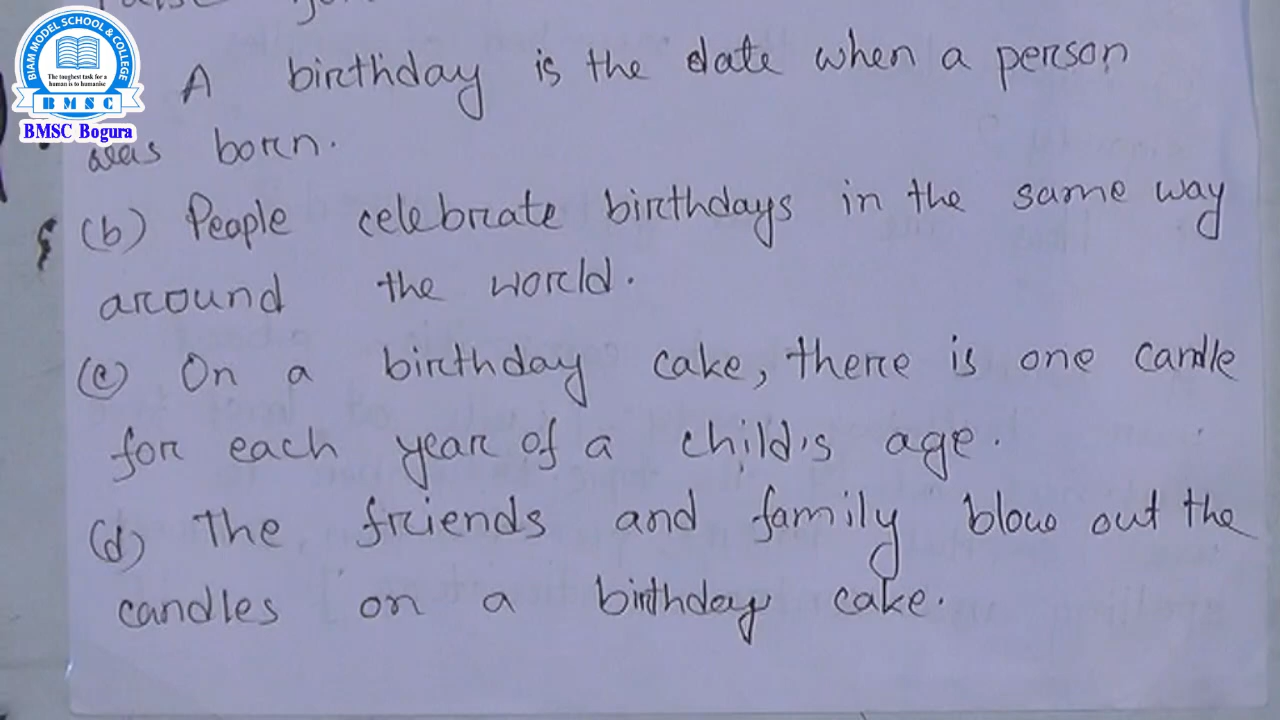 BIAM MODEL SCHOOL & COLLEGE
The toughest task for a
human is to humanise
BMSC
BMSC Bogura
A birthday is the date when a person
was born.
(b) People celebrate birthdays in the same way
around the world.
(c) On a birthday cake, there is one candle
for each year of a child's age.
(d) The friends and family blow out the
candles on a birthday cake.